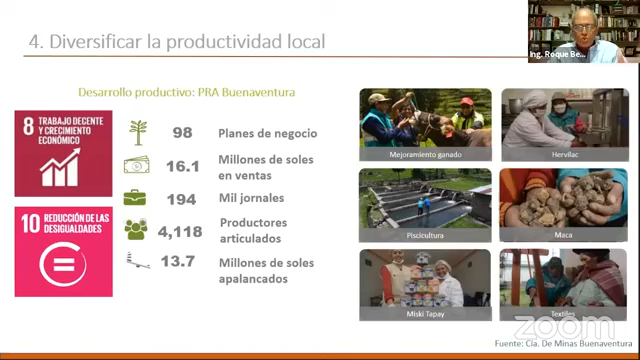 4. Diversificar la productividad local
Ing. Roque Be...
Desarrollo productivo: PRA Buenaventura
8 TRABAJO DECENTE
Y CRECIMIENTO
ECONÓMICO
98 Planes de negocio
16.1 Millones de soles
en ventas
194 Mil jornales
10 REDUCCIÓN DE LAS
DESIGUALDADES
4,118 Productores
articulados
13.7 Millones de soles
apalancados
Mejoramiento ganado
Hervilac
Piscicultura
Maca
Miski Tapay
Textiles
zoom
Fuente: Cía. De Minas Buenaventura